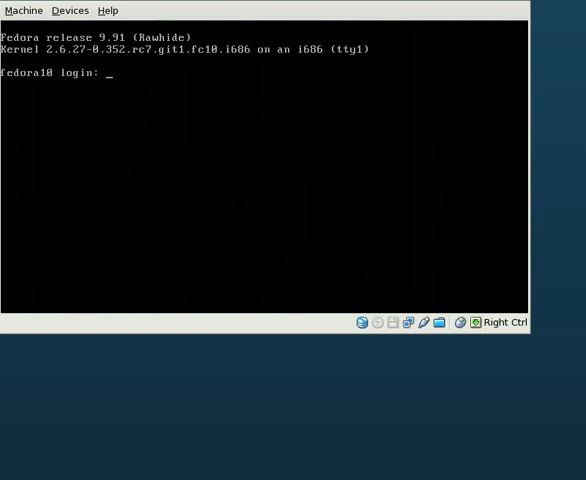 Machine Devices Help
Fedora release 9.91 (Rawhide)
Kernel 2.6.27-0.352.rc7.git1.fc10.i686 on an i686 (tty1)
fedora10 login: _
Right Ctrl